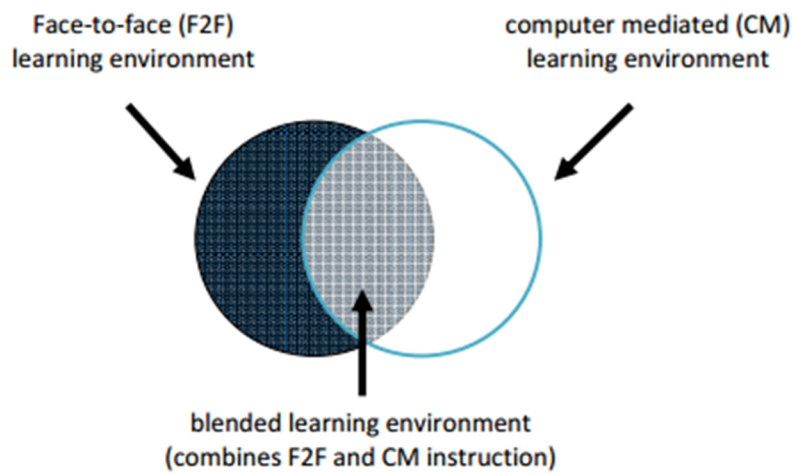 Face-to-face (F2F)
learning environment
computer mediated (CM)
learning environment
blended learning environment
(combines F2F and CM instruction)